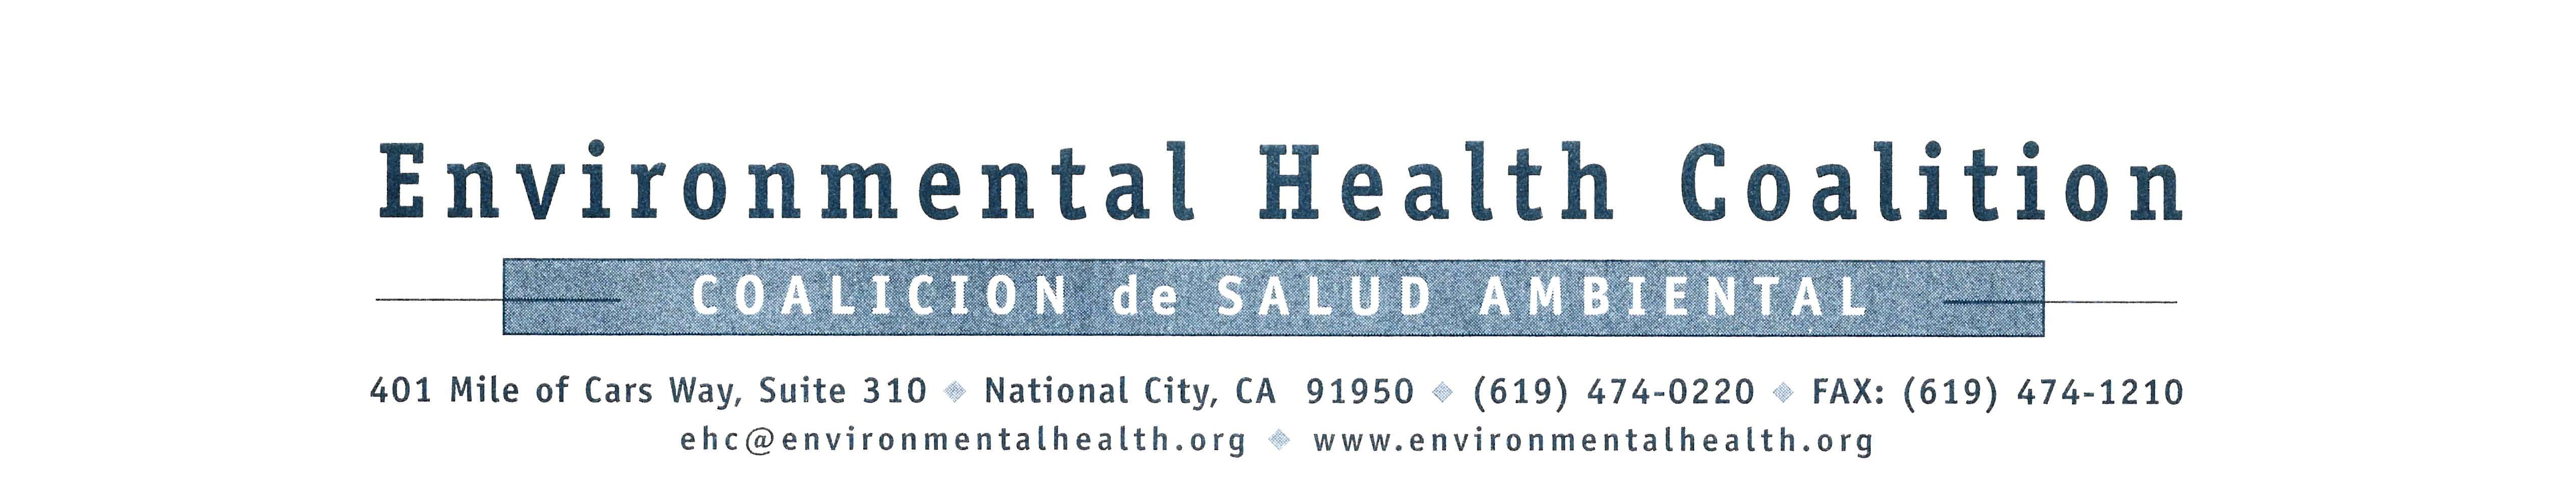 Environmental Health Coalition
COALICION de SALUD AMBIENTAL
401 Mile of Cars Way, Suite 310 ◆ National City, CA 91950 ◆ (619) 474-0220 ◆ FAX: (619) 474-1210
ehc@environmentalhealth.org ◆ www.environmentalhealth.org